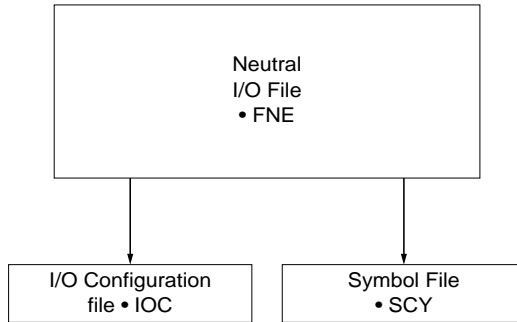 Neutral
I/O File
• FNE
I/O Configuration
file • IOC
Symbol File
• SCY